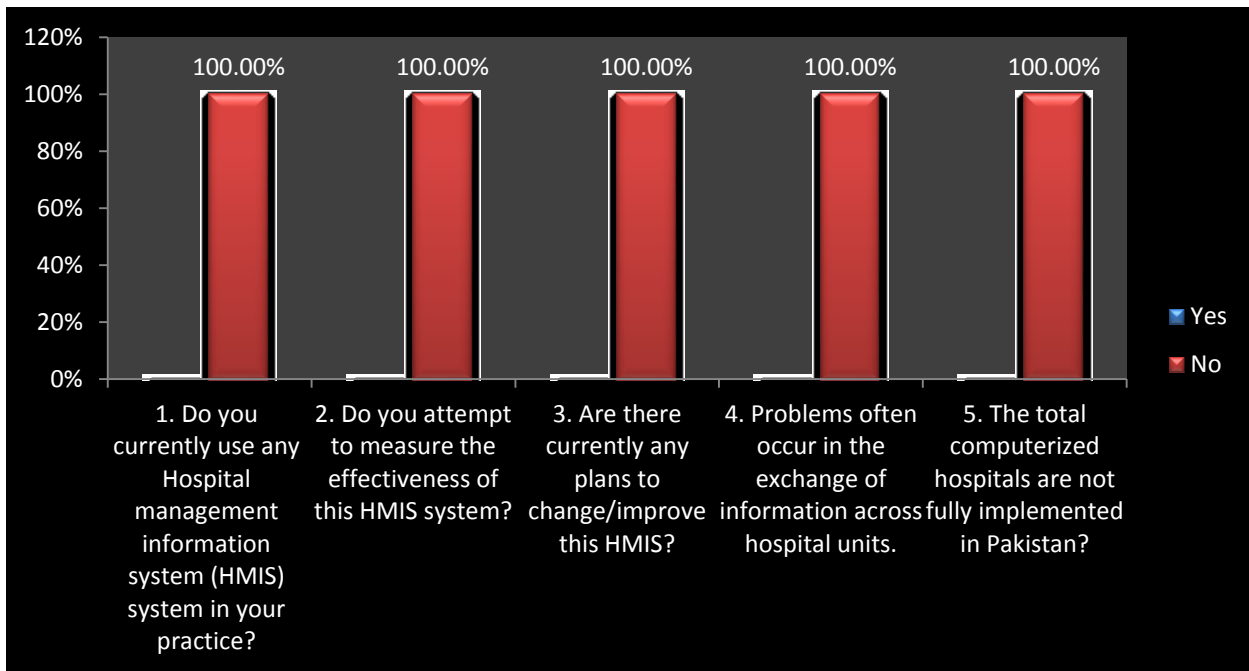 120%
100%
80%
60%
40%
20%
0%
100.00%
100.00%
100.00%
100.00%
100.00%
1. Do you
currently use any
Hospital
management
information
system (HMIS)
system in your
practice?
2. Do you attempt
to measure the
effectiveness of
this HMIS system?
3. Are there
currently any
plans to
change/improve
this HMIS?
4. Problems often
occur in the
exchange of
information across
hospital units.
5. The total
computerized
hospitals are not
fully implemented
in Pakistan?
Yes
No